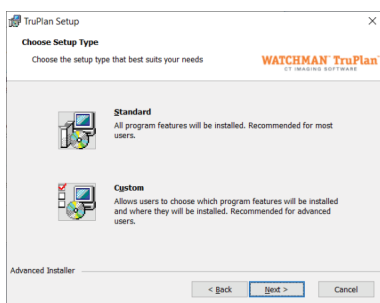 TruPlan Setup
Choose Setup Type
Choose the setup type that best suits your needs
WATCHMAN TruPlan
CT IMAGING SOFTWARE
Standard
All program features will be installed. Recommended for most
users.
Custom
Allows users to choose which program features will be installed
and where they will be installed. Recommended for advanced
users.
Advanced Installer
< Back
Next >
Cancel